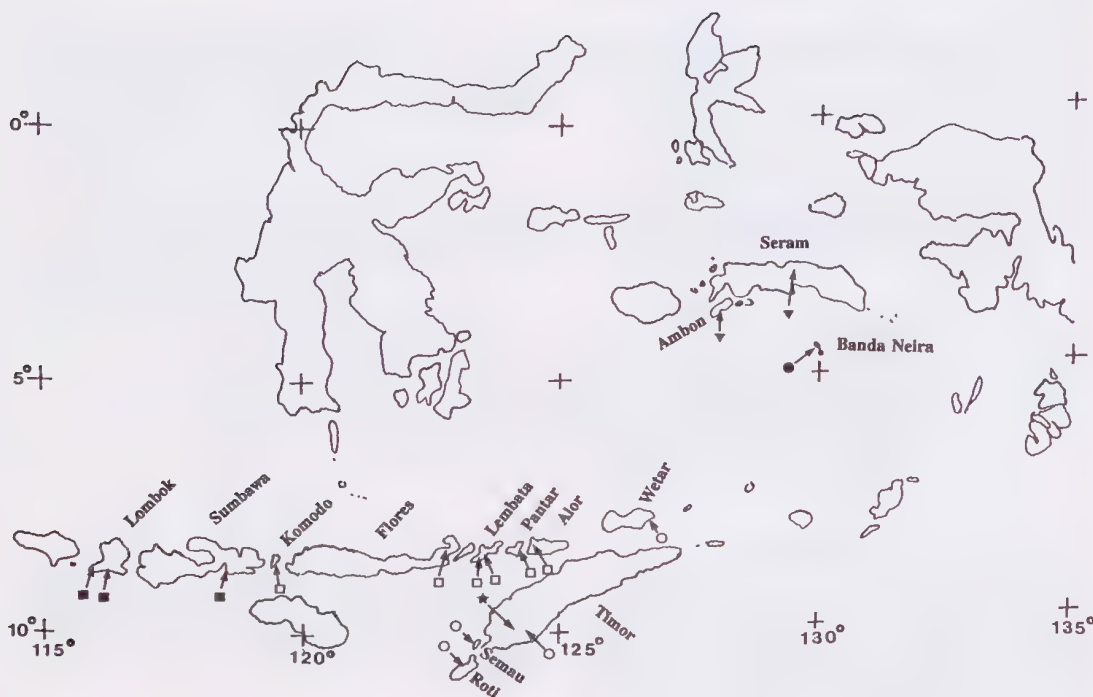 0°
Seram
Ambon
Banda Neira
5°
Lombok
Sumbawa
Komodo
Flores
Lembata
Pantar
Alor
Wetar
Timor
Semau
Roti
10°
115°
120°
125°
130°
135°